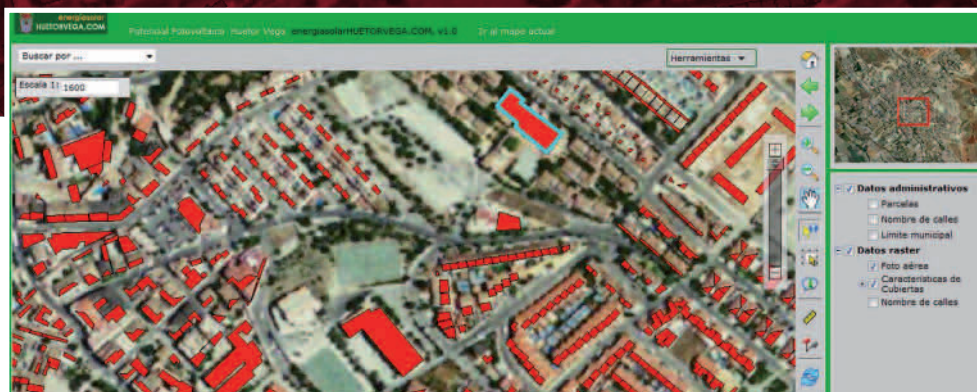 energiasolar
HUETORVEGA.COM
Potencial Fotovoltaico Huetor Vega energiasolarHUETORVEGA.COM, v1.0 Ir al mapa actual
Buscar por ...
Herramientas
Escala 1: 1600
Datos administrativos
Parcelas
Nombre de calles
Limite municipal
Datos raster
Foto aérea
Características de
Cubiertas
Nombre de calles